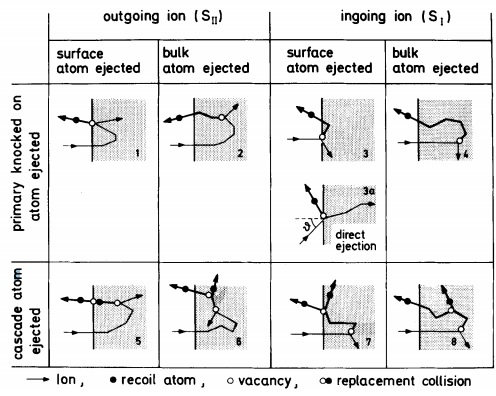 outgoing ion (S_II)
ingoing ion (S_I)
surface atom ejected
bulk atom ejected
surface atom ejected
bulk atom ejected
primary knocked on atom ejected
1
2
3
4
3a
ϑ
direct ejection
cascade atom ejected
5
6
7
8
Ion, recoil atom, vacancy, replacement collision